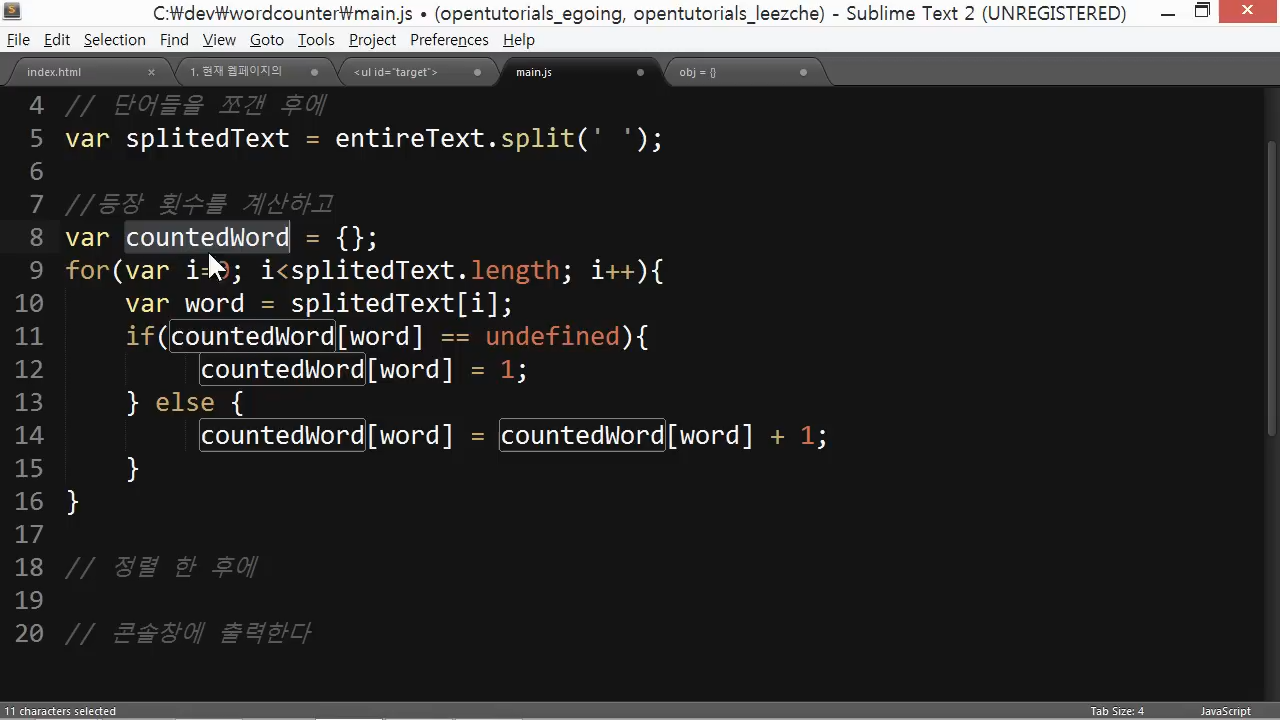 C:\dev\wordcounter\main.js • (opentutorials_egoing, opentutorials_leezche) - Sublime Text 2 (UNREGISTERED)
File Edit Selection Find View Goto Tools Project Preferences Help
index.html 1. 현재 웹페이지의 <ul id="target"> main.js obj = {}
4 // 단어들을 쪼갠 후에
5 var splitedText = entireText.split(' ');
6
7 //등장 횟수를 계산하고
8 var countedWord = {};
9 for(var i=0; i<splitedText.length; i++){
10 var word = splitedText[i];
11 if(countedWord[word] == undefined){
12 countedWord[word] = 1;
13 } else {
14 countedWord[word] = countedWord[word] + 1;
15 }
16 }
17
18 // 정렬 한 후에
19
20 // 콘솔창에 출력한다
11 characters selected Tab Size: 4 JavaScript